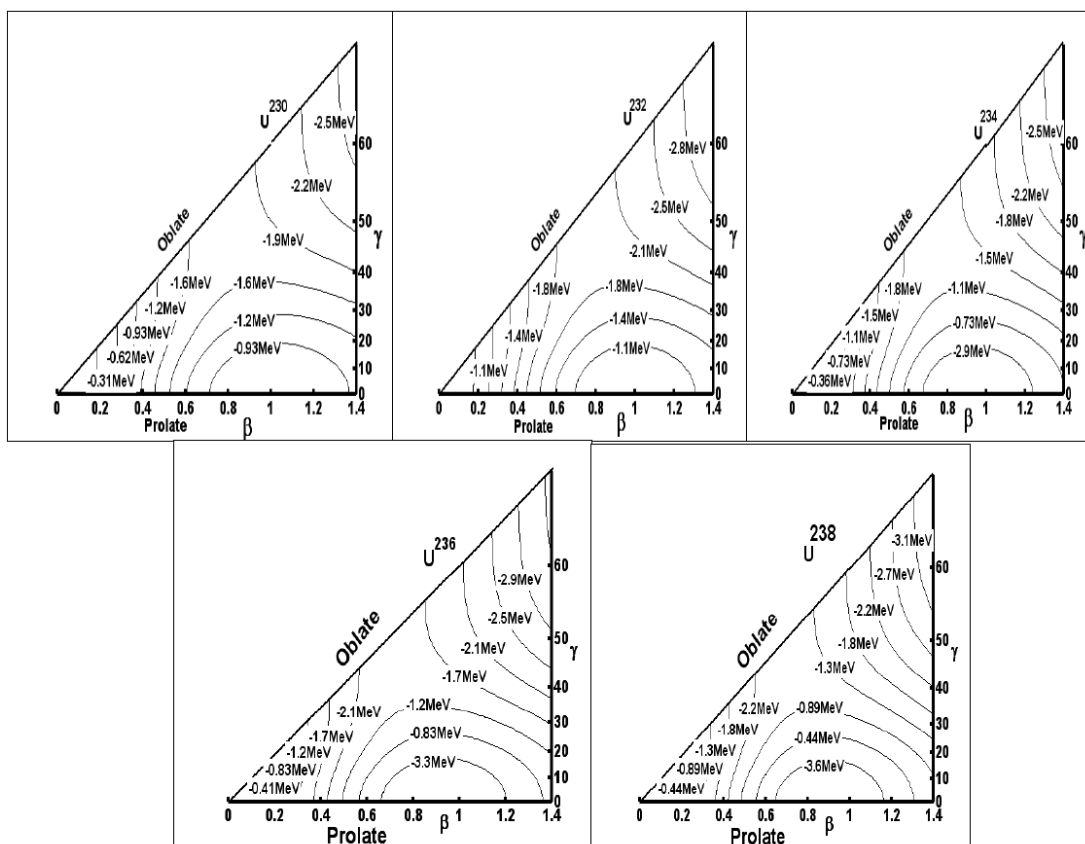 U²³⁰
Oblate
-2.5MeV
-2.2MeV
-1.9MeV
-1.6MeV
-1.6MeV
-1.2MeV
-1.2MeV
-0.93MeV
-0.93MeV
-0.62MeV
-0.31MeV
60
50
γ
40
30
20
10
0
0 0.2 0.4 0.6 0.8 1 1.2 1.4
Prolate β
U²³²
Oblate
-2.8MeV
-2.5MeV
-2.1MeV
-1.8MeV
-1.8MeV
-1.4MeV
-1.4MeV
-1.1MeV
-1.1MeV
60
50
γ
40
30
20
10
0
0 0.2 0.4 0.6 0.8 1 1.2 1.4
Prolate β
U²³⁴
Oblate
-2.5MeV
-2.2MeV
-1.8MeV
-1.5MeV
-1.8MeV
-1.1MeV
-1.5MeV
-0.73MeV
-1.1MeV
-2.9MeV
-0.73MeV
-0.36MeV
60
50
γ
40
30
20
10
0
0 0.2 0.4 0.6 0.8 1 1.2 1.4
Prolate β
U²³⁶
Oblate
-2.9MeV
-2.5MeV
-2.1MeV
-1.7MeV
-2.1MeV
-1.2MeV
-1.7MeV
-0.83MeV
-1.2MeV
-3.3MeV
-0.83MeV
-0.41MeV
60
50
γ
40
30
20
10
0
0 0.2 0.4 0.6 0.8 1 1.2 1.4
Prolate β
U²³⁸
Oblate
-3.1MeV
-2.7MeV
-2.2MeV
-1.8MeV
-1.3MeV
-2.2MeV
-0.89MeV
-1.8MeV
-0.44MeV
-1.3MeV
-3.6MeV
-0.89MeV
-0.44MeV
60
50
γ
40
30
20
10
0
0 0.2 0.4 0.6 0.8 1 1.2 1.4
Prolate β